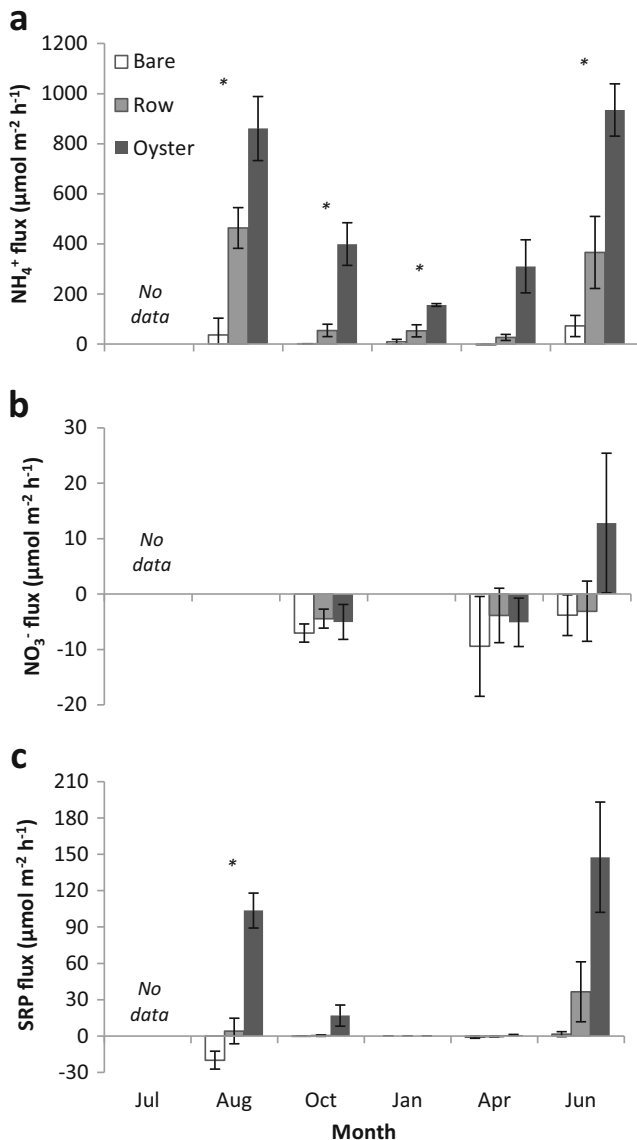 a
1200
1000
800
600
400
200
0
NH₄⁺ flux (µmol m⁻² h⁻¹)
Bare
Row
Oyster
No
data
*
*
*
*
b
30
20
10
0
-10
-20
NO₃⁻ flux (µmol m⁻² h⁻¹)
No
data
c
210
180
150
120
90
60
30
0
-30
SRP flux (µmol m⁻² h⁻¹)
No
data
*
Jul Aug Oct Jan Apr Jun
Month